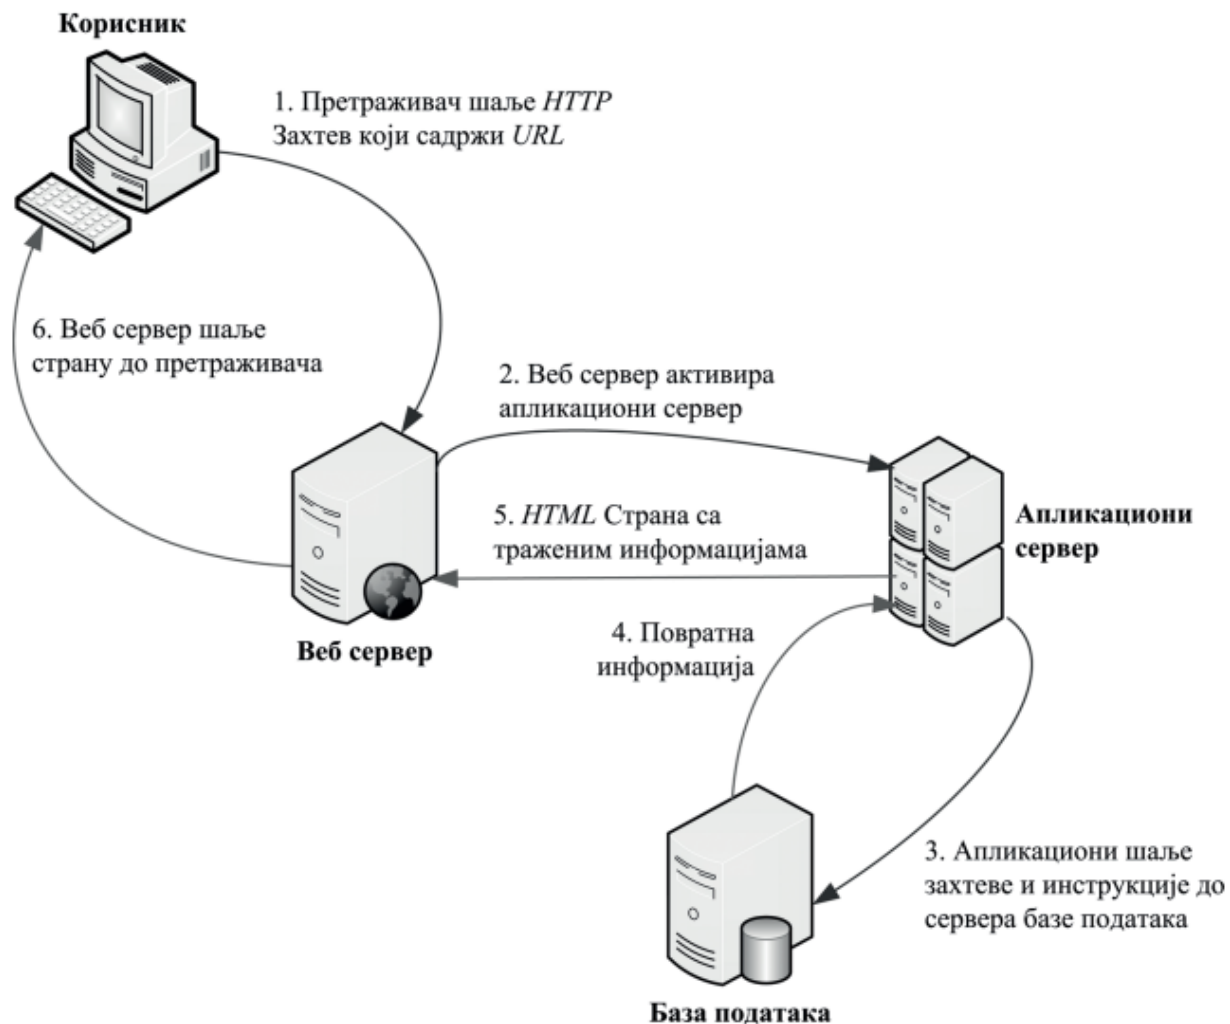 Корисник
1. Претраживач шаље HTTP
Захтев који садржи URL
6. Веб сервер шаље
страну до претраживача
2. Веб сервер активира
апликациони сервер
5. HTML Страна са
траженим информацијама
Апликациони
сервер
Веб сервер
4. Повратна
информација
3. Апликациони шаље
захтеве и инструкције до
сервера базе података
База података